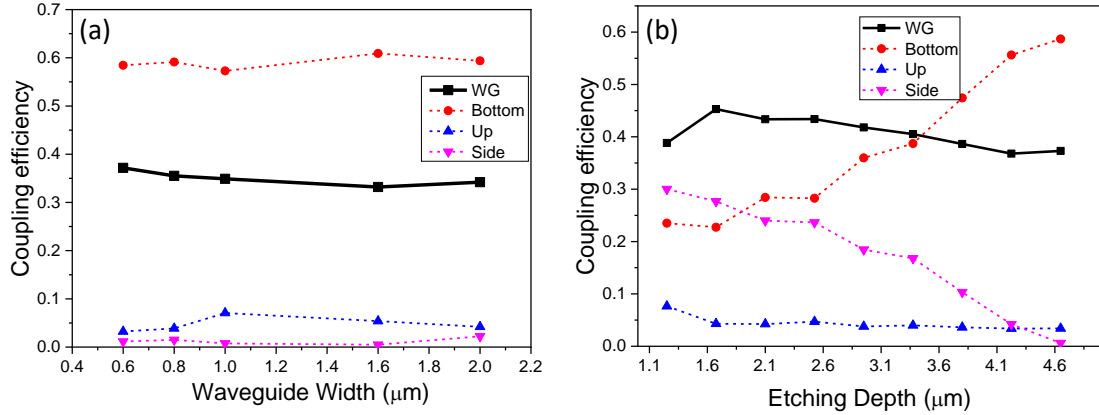 (a)
0.7
0.6
0.5
0.4
0.3
0.2
0.1
0.0
Coupling efficiency
WG
Bottom
Up
Side
0.4 0.6 0.8 1.0 1.2 1.4 1.6 1.8 2.0 2.2
Waveguide Width (μm)
(b)
0.6
0.5
0.4
0.3
0.2
0.1
0.0
Coupling efficiency
WG
Bottom
Up
Side
1.1 1.6 2.1 2.6 3.1 3.6 4.1 4.6
Etching Depth (μm)